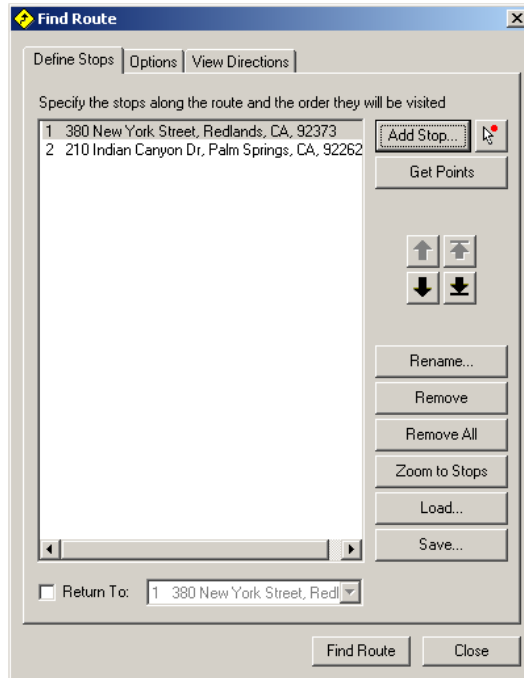 Find Route
Define Stops Options View Directions
Specify the stops along the route and the order they will be visited
1 380 New York Street, Redlands, CA, 92373
2 210 Indian Canyon Dr, Palm Springs, CA, 92262
Add Stop...
Get Points
Rename...
Remove
Remove All
Zoom to Stops
Load...
Save...
Return To: 1 380 New York Street, Redl
Find Route Close